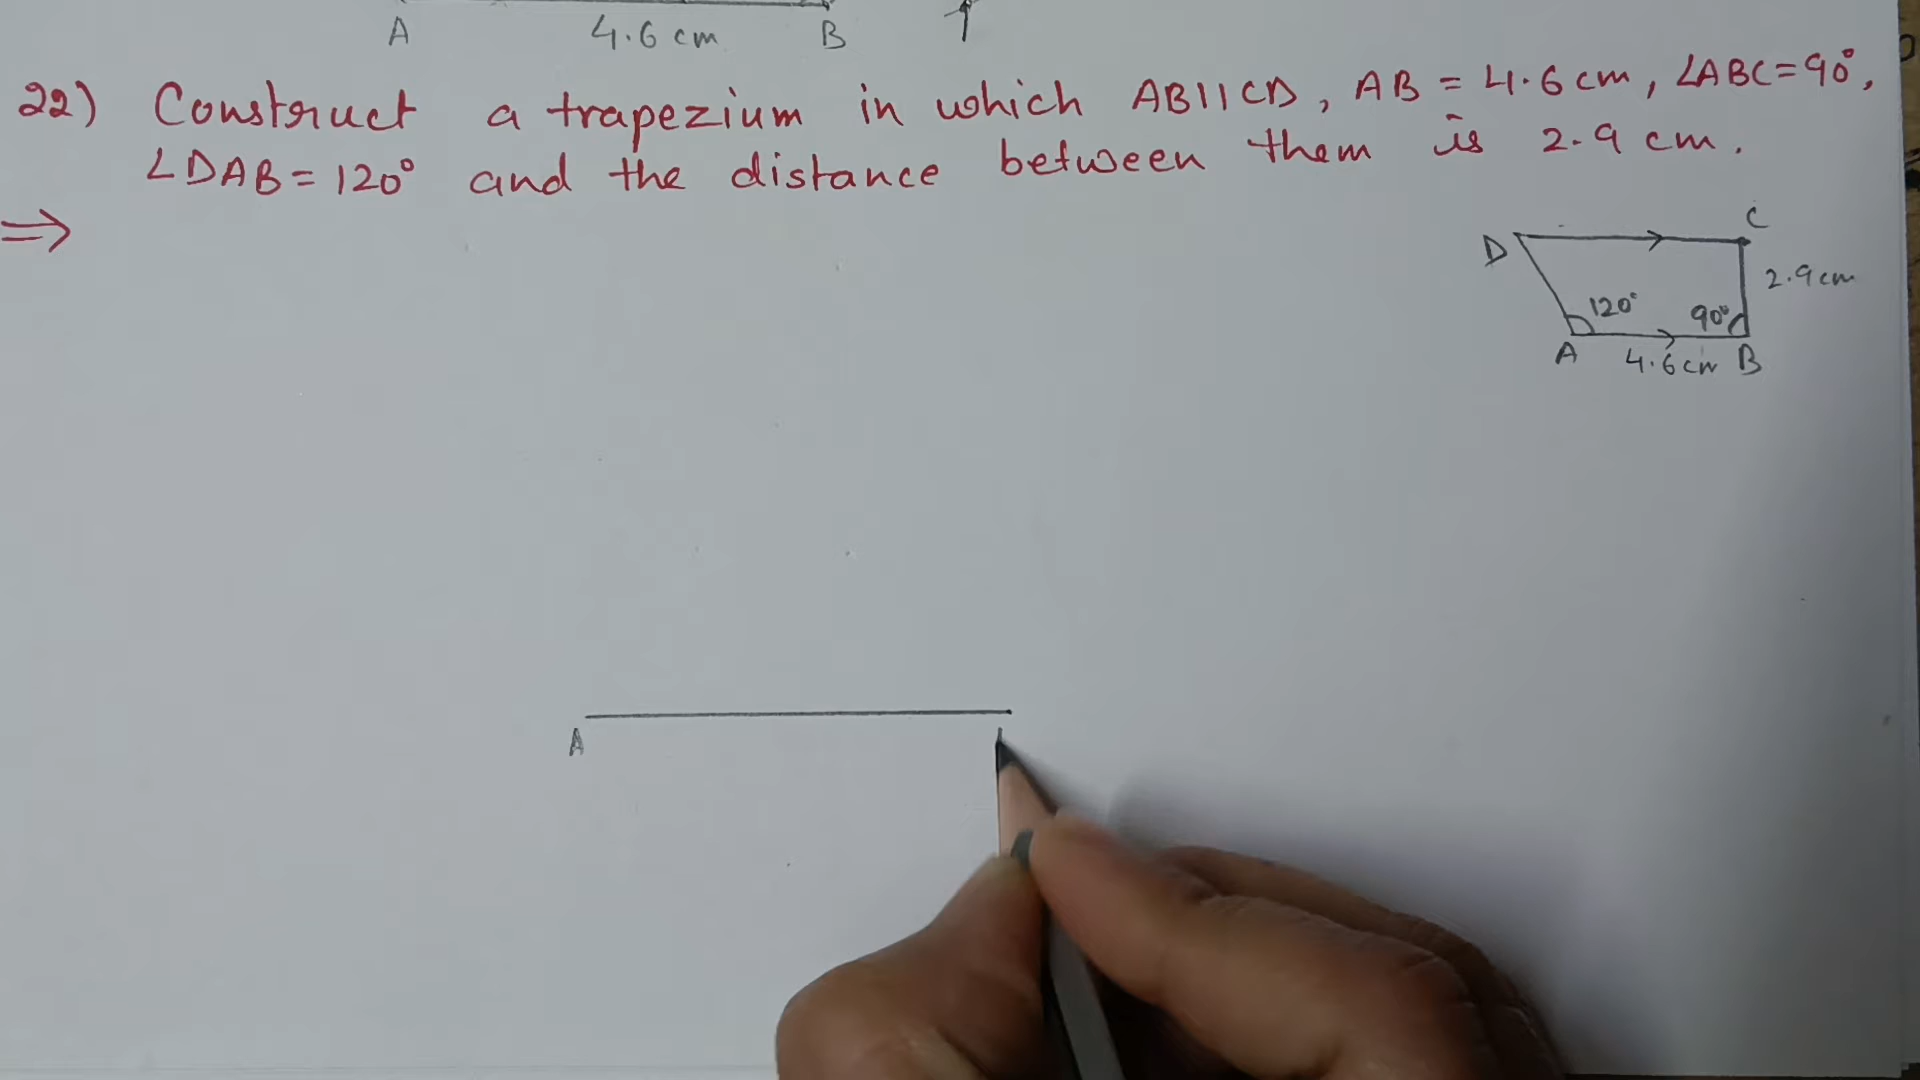 A 4.6 cm B
22) Construct a trapezium in which AB||CD, AB = 4.6 cm, ∠ABC=90°,
∠DAB = 120° and the distance between them is 2.9 cm.
⇒
C
D
2.9 cm
120° 90°
A 4.6 cm B
A